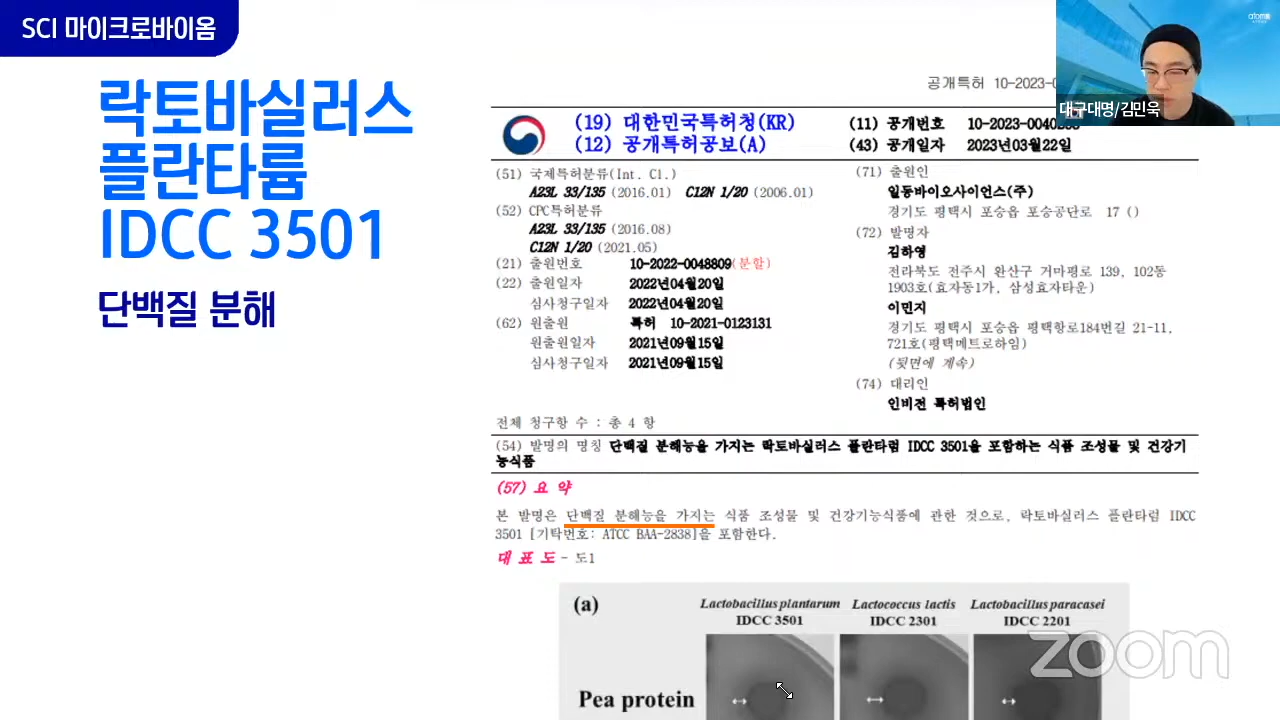 SCI 마이크로바이옴
락토바실러스
플란타륨
IDCC 3501
단백질 분해
atomy
대구대명/김민욱
공개특허 10-2023-
(19) 대한민국특허청(KR)
(12) 공개특허공보(A)
(11) 공개번호 10-2023-0040
(43) 공개일자 2023년03월22일
(51) 국제특허분류(Int. Cl.)
A23L 33/135 (2016.01) C12N 1/20 (2006.01)
(52) CPC특허분류
A23L 33/135 (2016.08)
C12N 1/20 (2021.05)
(21) 출원번호 10-2022-0048809(분할)
(22) 출원일자 2022년04월20일
심사청구일자 2022년04월20일
(62) 원출원 특허 10-2021-0123131
원출원일자 2021년09월15일
심사청구일자 2021년09월15일
전체 청구항 수 : 총 4 항
(71) 출원인
일동바이오사이언스(주)
경기도 평택시 포승읍 포승공단로 17 ()
(72) 발명자
김하영
전라북도 전주시 완산구 거마평로 139, 102동
1903호(효자동1가, 삼성효자타운)
이민지
경기도 평택시 포승읍 평택항로184번길 21-11,
721호(평택메트로하임)
(뒷면에 계속)
(74) 대리인
인비전 특허법인
(54) 발명의 명칭 단백질 분해능을 가지는 락토바실러스 플란타럼 IDCC 3501을 포함하는 식품 조성물 및 건강기
능식품
(57) 요 약
본 발명은 단백질 분해능을 가지는 식품 조성물 및 건강기능식품에 관한 것으로, 락토바실러스 플란타럼 IDCC
3501 [기탁번호: ATCC BAA-2838]을 포함한다.
대 표 도 - 도1
(a)
Lactobacillus plantarum Lactococcus lactis Lactobacillus paracasei
IDCC 3501 IDCC 2301 IDCC 2201
Pea protein
zoom